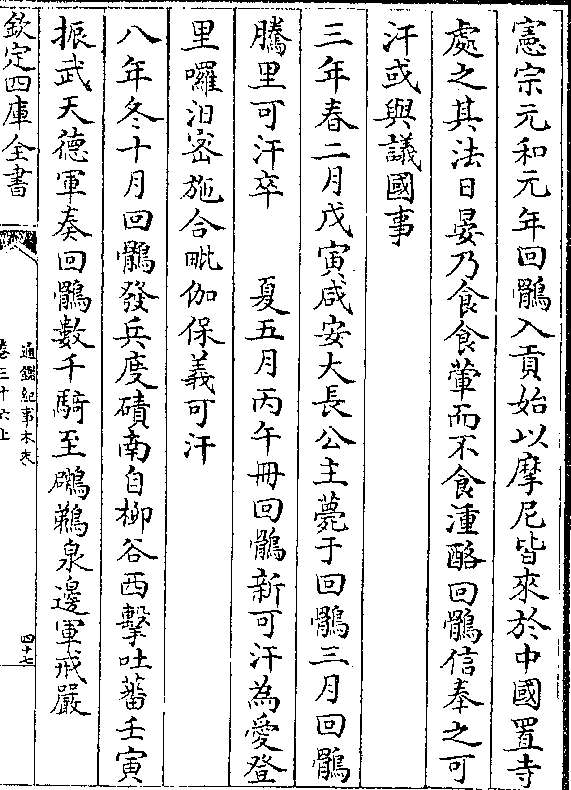 憲宗元和元年回鶻入貢始以摩尼皆來於中國置寺
處之其法日晏乃食食葷而不食湩酪回鶻信奉之可
汗或與議國事
三年春二月戊寅咸安大長公主薨于回鶻三月回鶻
騰里可汗卒　　夏五月丙午冊回鶻新可汗為愛登
里囉汨宻施合毗伽保義可汗
八年冬十月回鶻發兵度磧南自柳谷西擊吐蕃壬寅
振武天德軍奏回鶻數千騎至鸊鵜泉邊軍戒嚴
欽定四庫全書
通鑑紀事本末
卷三十六上
四十七